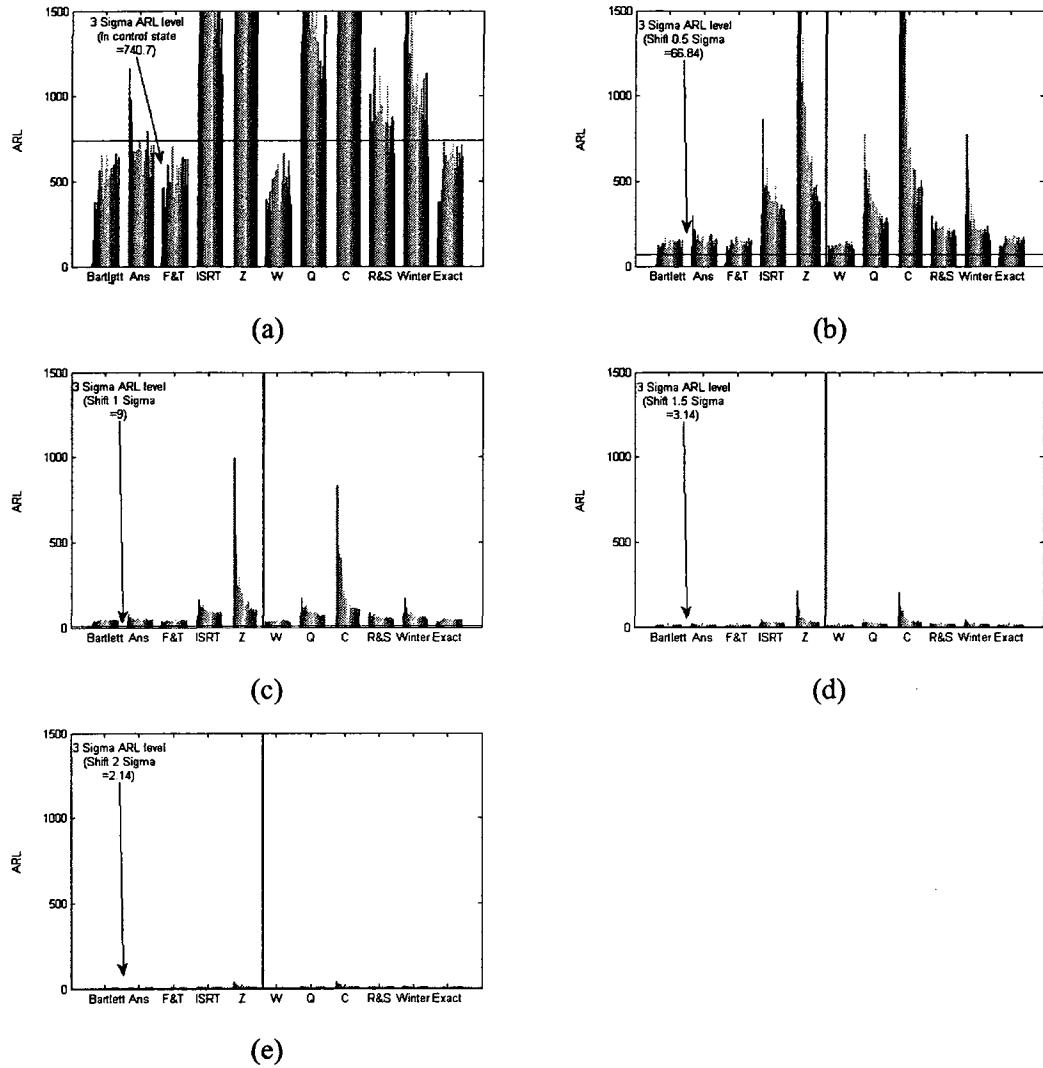 3 Sigma ARL level
(In control state
=740.7)
1500
1000
500
0
ARL
Bartlett Ans F&T ISRT Z W Q C R&S Winter Exact
(a)
3 Sigma ARL level
(Shift 0.5 Sigma
=66.84)
1500
1000
500
0
ARL
Bartlett Ans F&T ISRT Z W Q C R&S Winter Exact
(b)
3 Sigma ARL level
(Shift 1 Sigma
=9)
1500
1000
500
0
ARL
Bartlett Ans F&T ISRT Z W Q C R&S Winter Exact
(c)
3 Sigma ARL level
(Shift 1.5 Sigma
=3.14)
1500
1000
500
0
ARL
Bartlett Ans F&T ISRT Z W Q C R&S Winter Exact
(d)
3 Sigma ARL level
(Shift 2 Sigma
=2.14)
1500
1000
500
0
ARL
Bartlett Ans F&T ISRT Z W Q C R&S Winter Exact
(e)